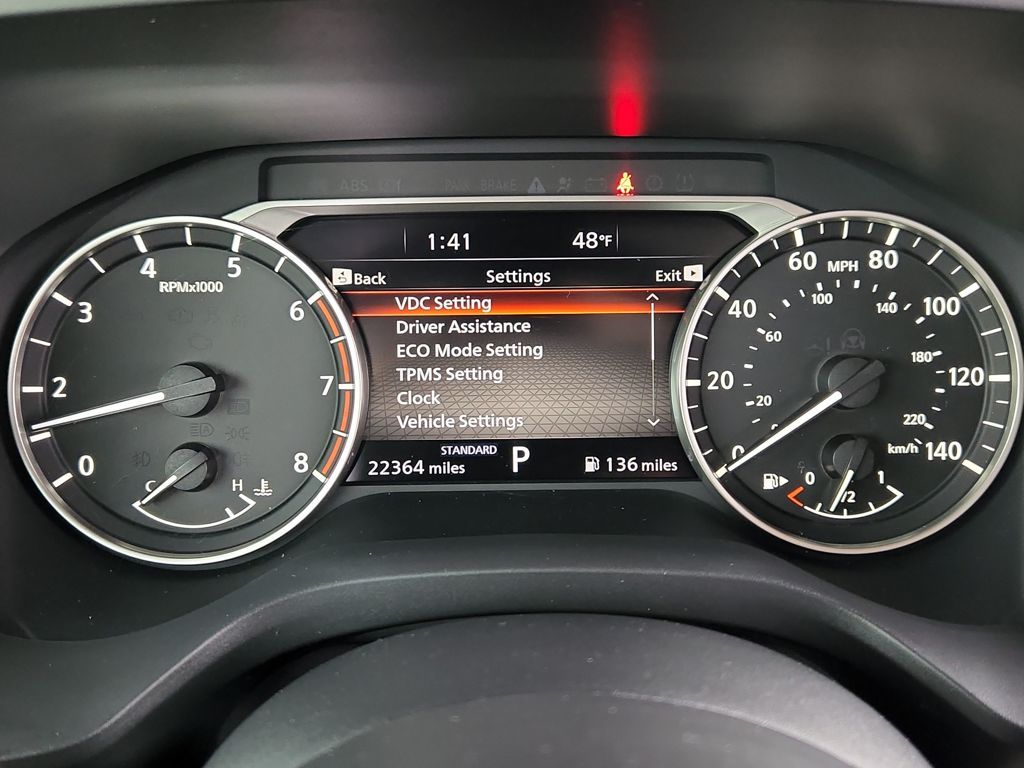 ABS
PARK BRAKE
1:41
48°F
Back
Settings
Exit
VDC Setting
Driver Assistance
ECO Mode Setting
TPMS Setting
Clock
Vehicle Settings
STANDARD
22364 miles
P
136 miles
RPMx1000
0
2
3
4
5
6
7
8
C
H
MPH
0
20
40
60
80
100
120
140
20
60
100
140
180
220
km/h
0
1/2
1